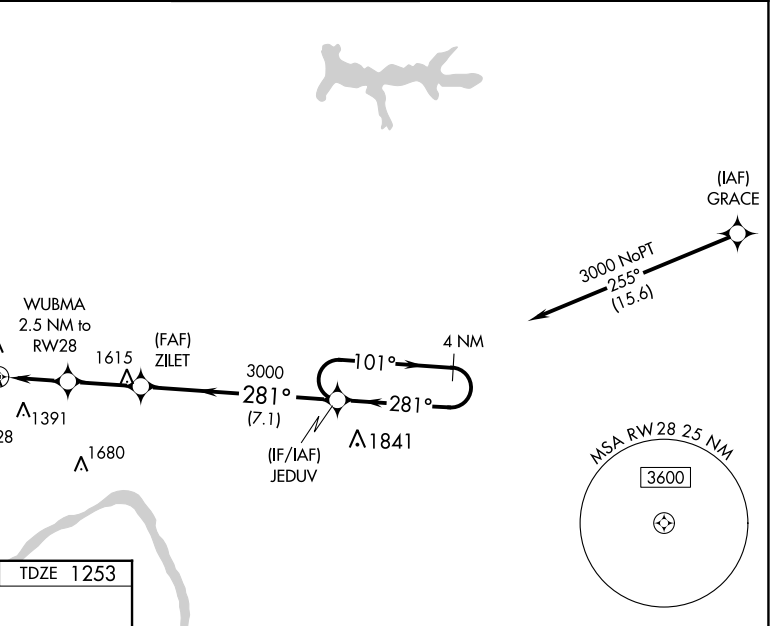 (IAF)
GRACE
3000 NoPT
255°
(15.6)
WUBMA
2.5 NM to
RW28
(FAF)
ZILET
1615
4 NM
101°
3000
281°
(7.1)
281°
1391
28
1680
(IF/IAF)
JEDUV
1841
MSA RW28 25 NM
3600
TDZE 1253